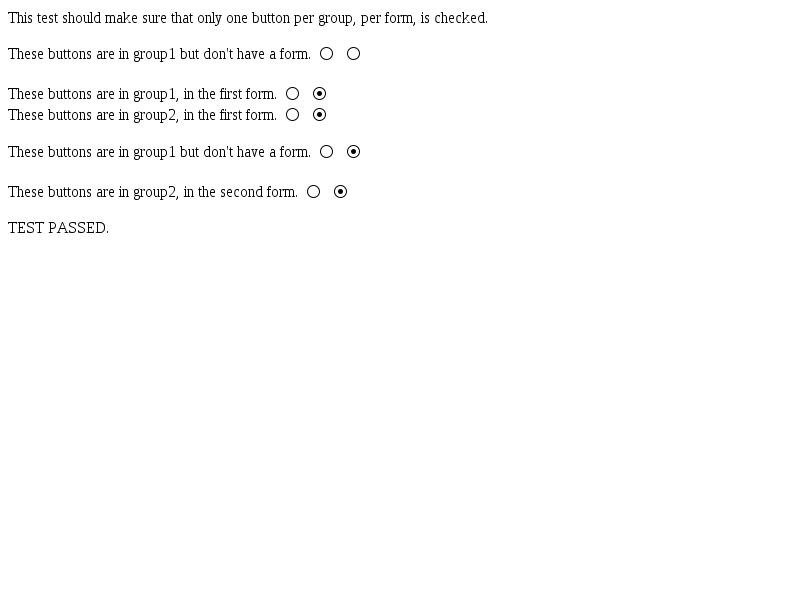 This test should make sure that only one button per group, per form, is checked.
These buttons are in group1 but don't have a form.
These buttons are in group1, in the first form.
These buttons are in group2, in the first form.
These buttons are in group1 but don't have a form.
These buttons are in group2, in the second form.
TEST PASSED.